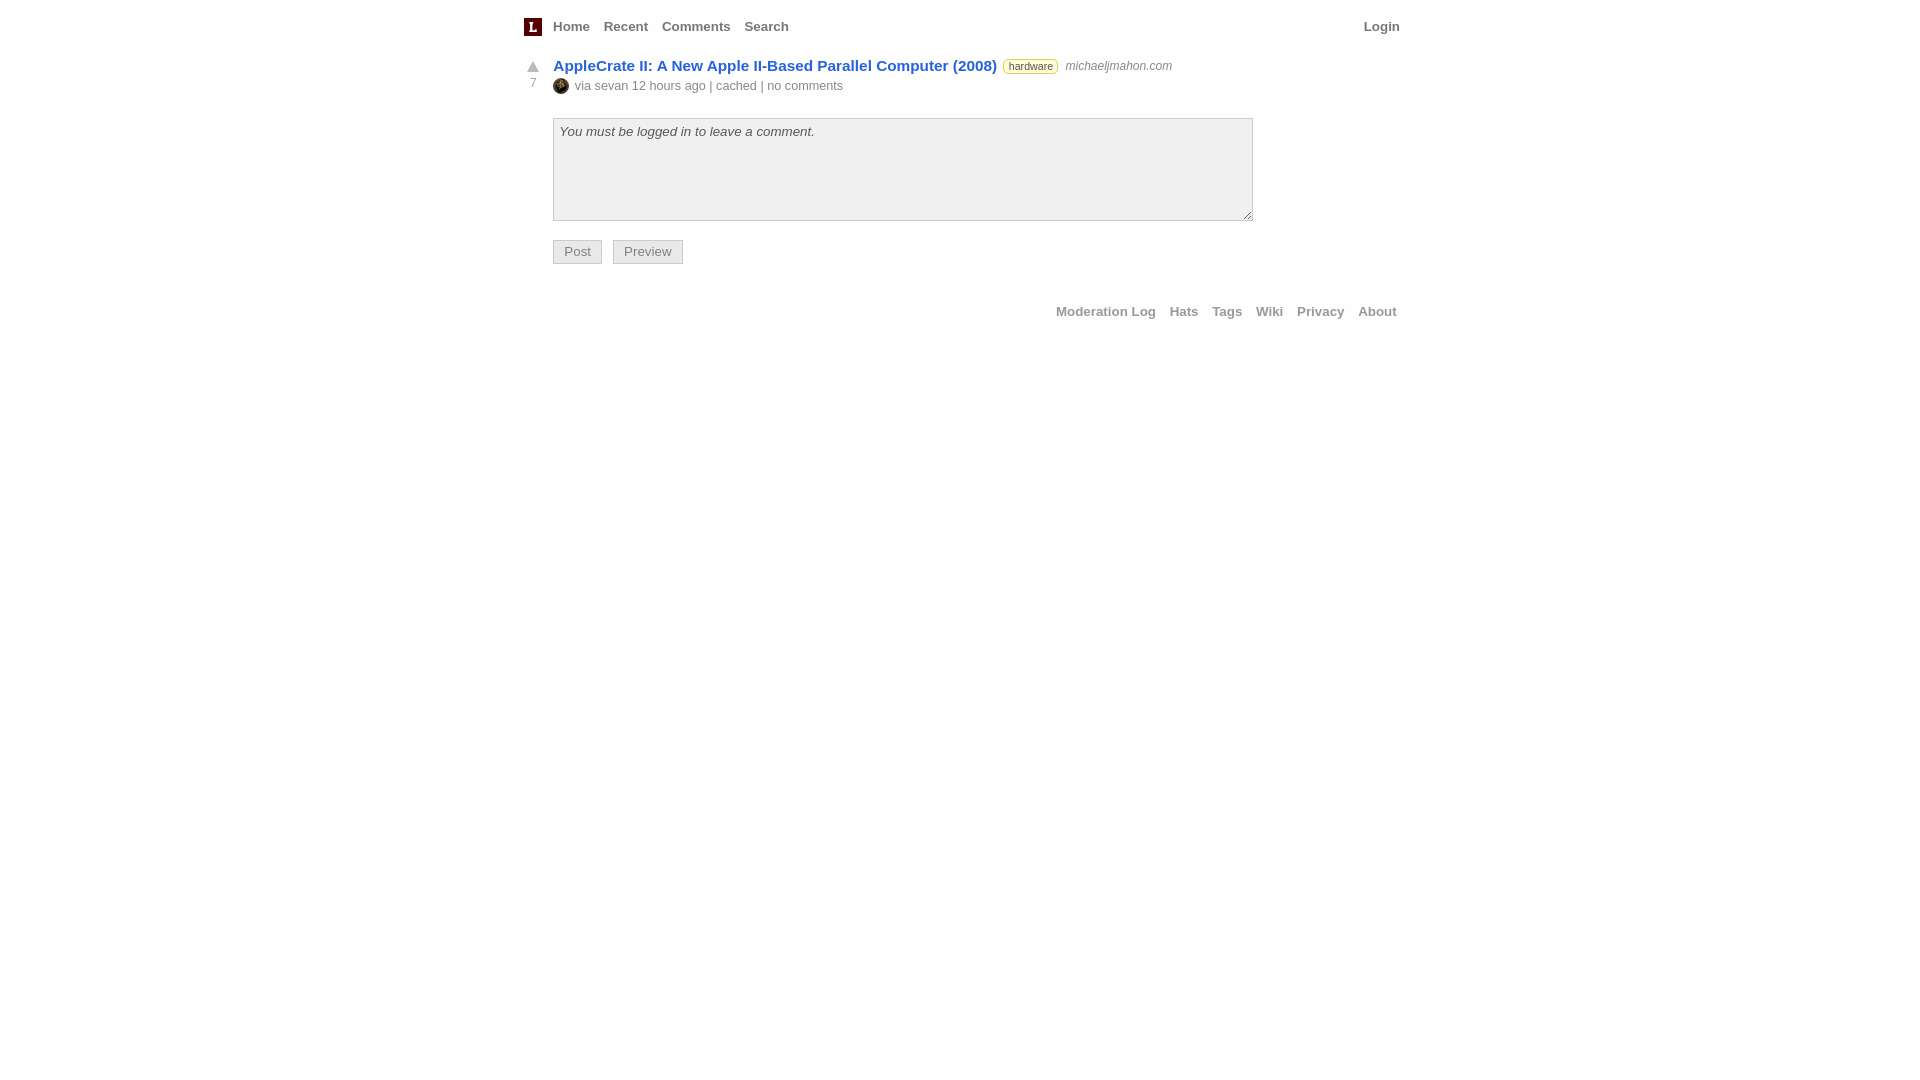 L Home Recent Comments Search Login
AppleCrate II: A New Apple II-Based Parallel Computer (2008) hardware michaeljmahon.com
7 via sevan 12 hours ago | cached | no comments
You must be logged in to leave a comment.
Post Preview
Moderation Log Hats Tags Wiki Privacy About